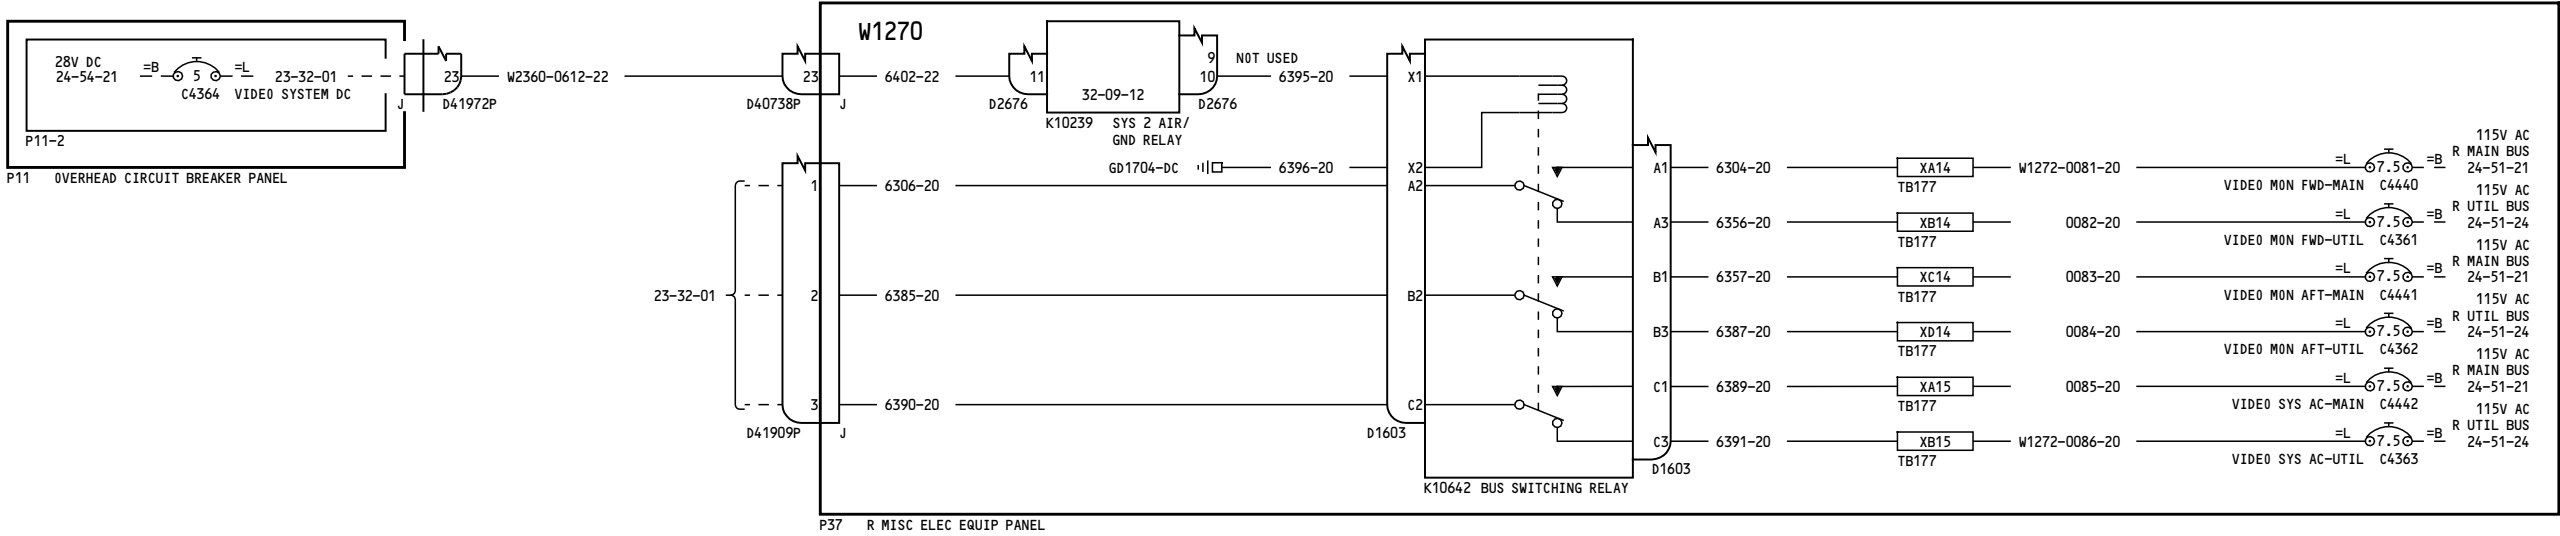 28V DC
24-54-21
=B
5
=L
C4364
VIDEO SYSTEM DC
23-32-01
P11-2
P11 OVERHEAD CIRCUIT BREAKER PANEL
J
23
D41972P
W2360-0612-22
W1270
23
D40738P
J
6402-22
11
D2676
32-09-12
K10239 SYS 2 AIR/
GND RELAY
9
NOT USED
10
D2676
6395-20
X1
GD1704-DC
6396-20
X2
23-32-01
1
6306-20
A2
2
6385-20
B2
3
6390-20
C2
D41909P
J
D1603
K10642 BUS SWITCHING RELAY
D1603
A1
6304-20
XA14
TB177
W1272-0081-20
=L
7.5
=B
VIDEO MON FWD-MAIN C4440
115V AC
R MAIN BUS
24-51-21
A3
6356-20
XB14
TB177
0082-20
=L
7.5
=B
VIDEO MON FWD-UTIL C4361
115V AC
R UTIL BUS
24-51-24
B1
6357-20
XC14
TB177
0083-20
=L
7.5
=B
VIDEO MON AFT-MAIN C4441
115V AC
R MAIN BUS
24-51-21
B3
6387-20
XD14
TB177
0084-20
=L
7.5
=B
VIDEO MON AFT-UTIL C4362
115V AC
R UTIL BUS
24-51-24
C1
6389-20
XA15
TB177
0085-20
=L
7.5
=B
VIDEO SYS AC-MAIN C4442
115V AC
R MAIN BUS
24-51-21
C3
6391-20
XB15
TB177
W1272-0086-20
=L
7.5
=B
VIDEO SYS AC-UTIL C4363
115V AC
R UTIL BUS
24-51-24
P37 R MISC ELEC EQUIP PANEL